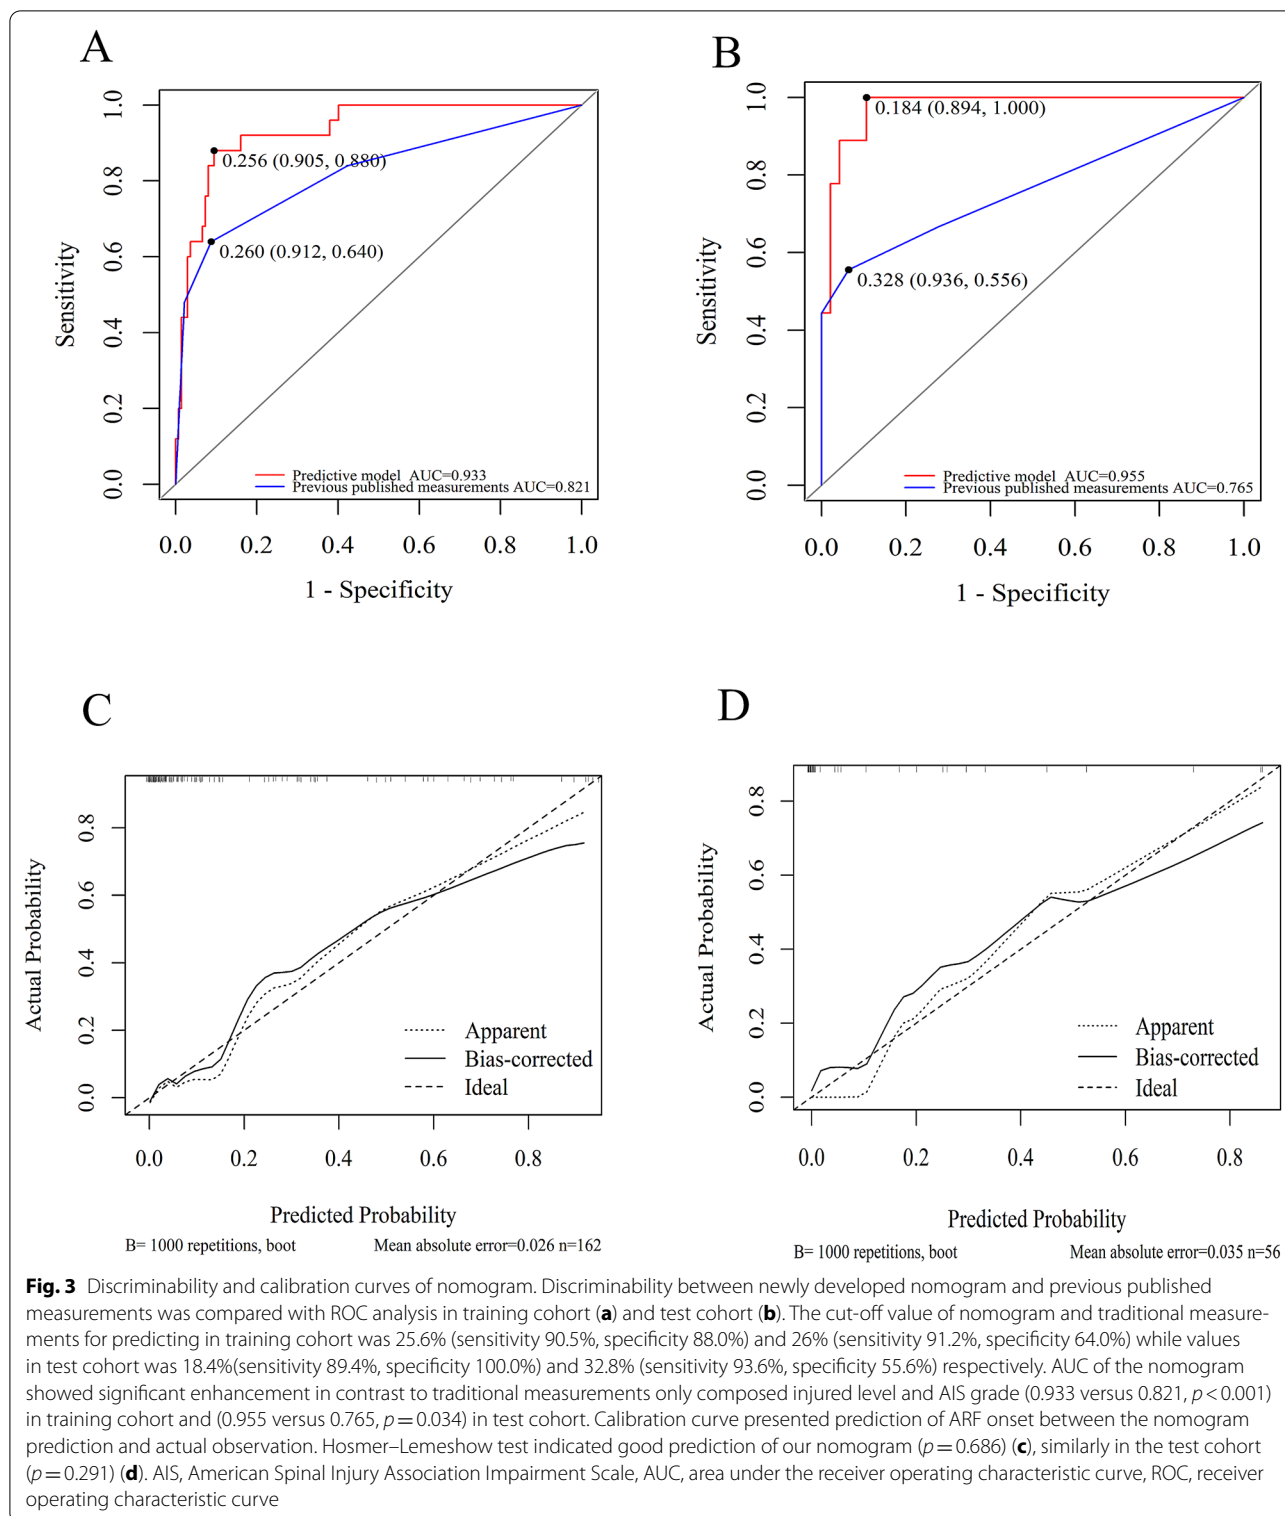 A
1.0
0.8
0.6
0.4
0.2
0.0
Sensitivity
0.256 (0.905, 0.880)
0.260 (0.912, 0.640)
Predictive model AUC=0.933
Previous published measurements AUC=0.821
0.0 0.2 0.4 0.6 0.8 1.0
1 - Specificity
B
1.0
0.8
0.6
0.4
0.2
0.0
Sensitivity
0.184 (0.894, 1.000)
0.328 (0.936, 0.556)
Predictive model AUC=0.955
Previous published measurements AUC=0.765
0.0 0.2 0.4 0.6 0.8 1.0
1 - Specificity
C
0.8
0.6
0.4
0.2
0.0
Actual Probability
Apparent
Bias-corrected
Ideal
0.0 0.2 0.4 0.6 0.8
Predicted Probability
B= 1000 repetitions, boot Mean absolute error=0.026 n=162
D
0.8
0.6
0.4
0.2
0.0
Actual Probability
Apparent
Bias-corrected
Ideal
0.0 0.2 0.4 0.6 0.8
Predicted Probability
B= 1000 repetitions, boot Mean absolute error=0.035 n=56
Fig. 3 Discriminability and calibration curves of nomogram. Discriminability between newly developed nomogram and previous published
measurements was compared with ROC analysis in training cohort (a) and test cohort (b). The cut-off value of nomogram and traditional measure-
ments for predicting in training cohort was 25.6% (sensitivity 90.5%, specificity 88.0%) and 26% (sensitivity 91.2%, specificity 64.0%) while values
in test cohort was 18.4%(sensitivity 89.4%, specificity 100.0%) and 32.8% (sensitivity 93.6%, specificity 55.6%) respectively. AUC of the nomogram
showed significant enhancement in contrast to traditional measurements only composed injured level and AIS grade (0.933 versus 0.821, p < 0.001)
in training cohort and (0.955 versus 0.765, p = 0.034) in test cohort. Calibration curve presented prediction of ARF onset between the nomogram
prediction and actual observation. Hosmer–Lemeshow test indicated good prediction of our nomogram (p = 0.686) (c), similarly in the test cohort
(p = 0.291) (d). AIS, American Spinal Injury Association Impairment Scale, AUC, area under the receiver operating characteristic curve, ROC, receiver
operating characteristic curve